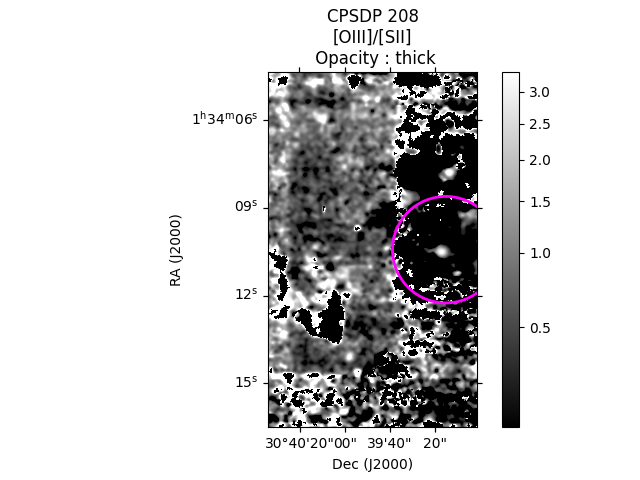 CPSDP 208
[OIII]/[SII]
Opacity : thick
3.0
2.5
2.0
1.5
1.0
0.5
1ʰ34ᵐ06ˢ
09ˢ
12ˢ
15ˢ
RA (J2000)
30°40'20"00" 39'40" 20"
Dec (J2000)